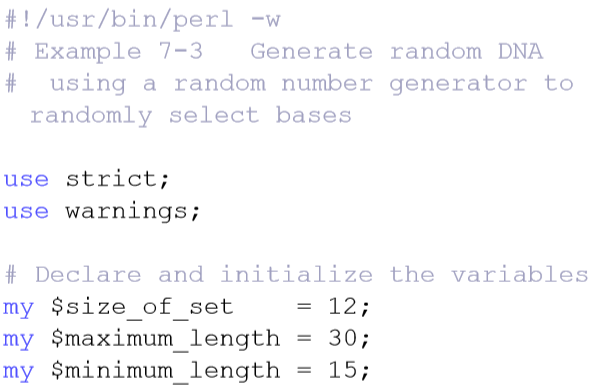 #!/usr/bin/perl -w
# Example 7-3   Generate random DNA
#  using a random number generator to
  randomly select bases

use strict;
use warnings;

# Declare and initialize the variables
my $size_of_set    = 12;
my $maximum_length = 30;
my $minimum_length = 15;